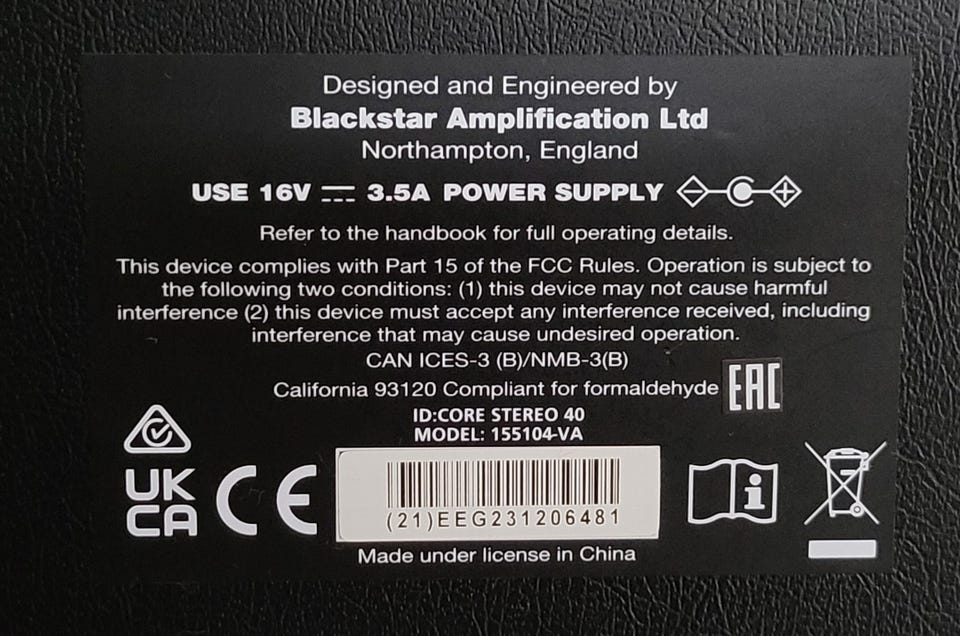 Designed and Engineered by
Blackstar Amplification Ltd
Northampton, England
USE 16V ⎓ 3.5A POWER SUPPLY
Refer to the handbook for full operating details.
This device complies with Part 15 of the FCC Rules. Operation is subject to
the following two conditions: (1) this device may not cause harmful
interference (2) this device must accept any interference received, including
interference that may cause undesired operation.
CAN ICES-3 (B)/NMB-3(B)
California 93120 Compliant for formaldehyde
EAC
ID:CORE STEREO 40
MODEL: 155104-VA
UK
CA
CE
(21)EEG231206481
i
Made under license in China